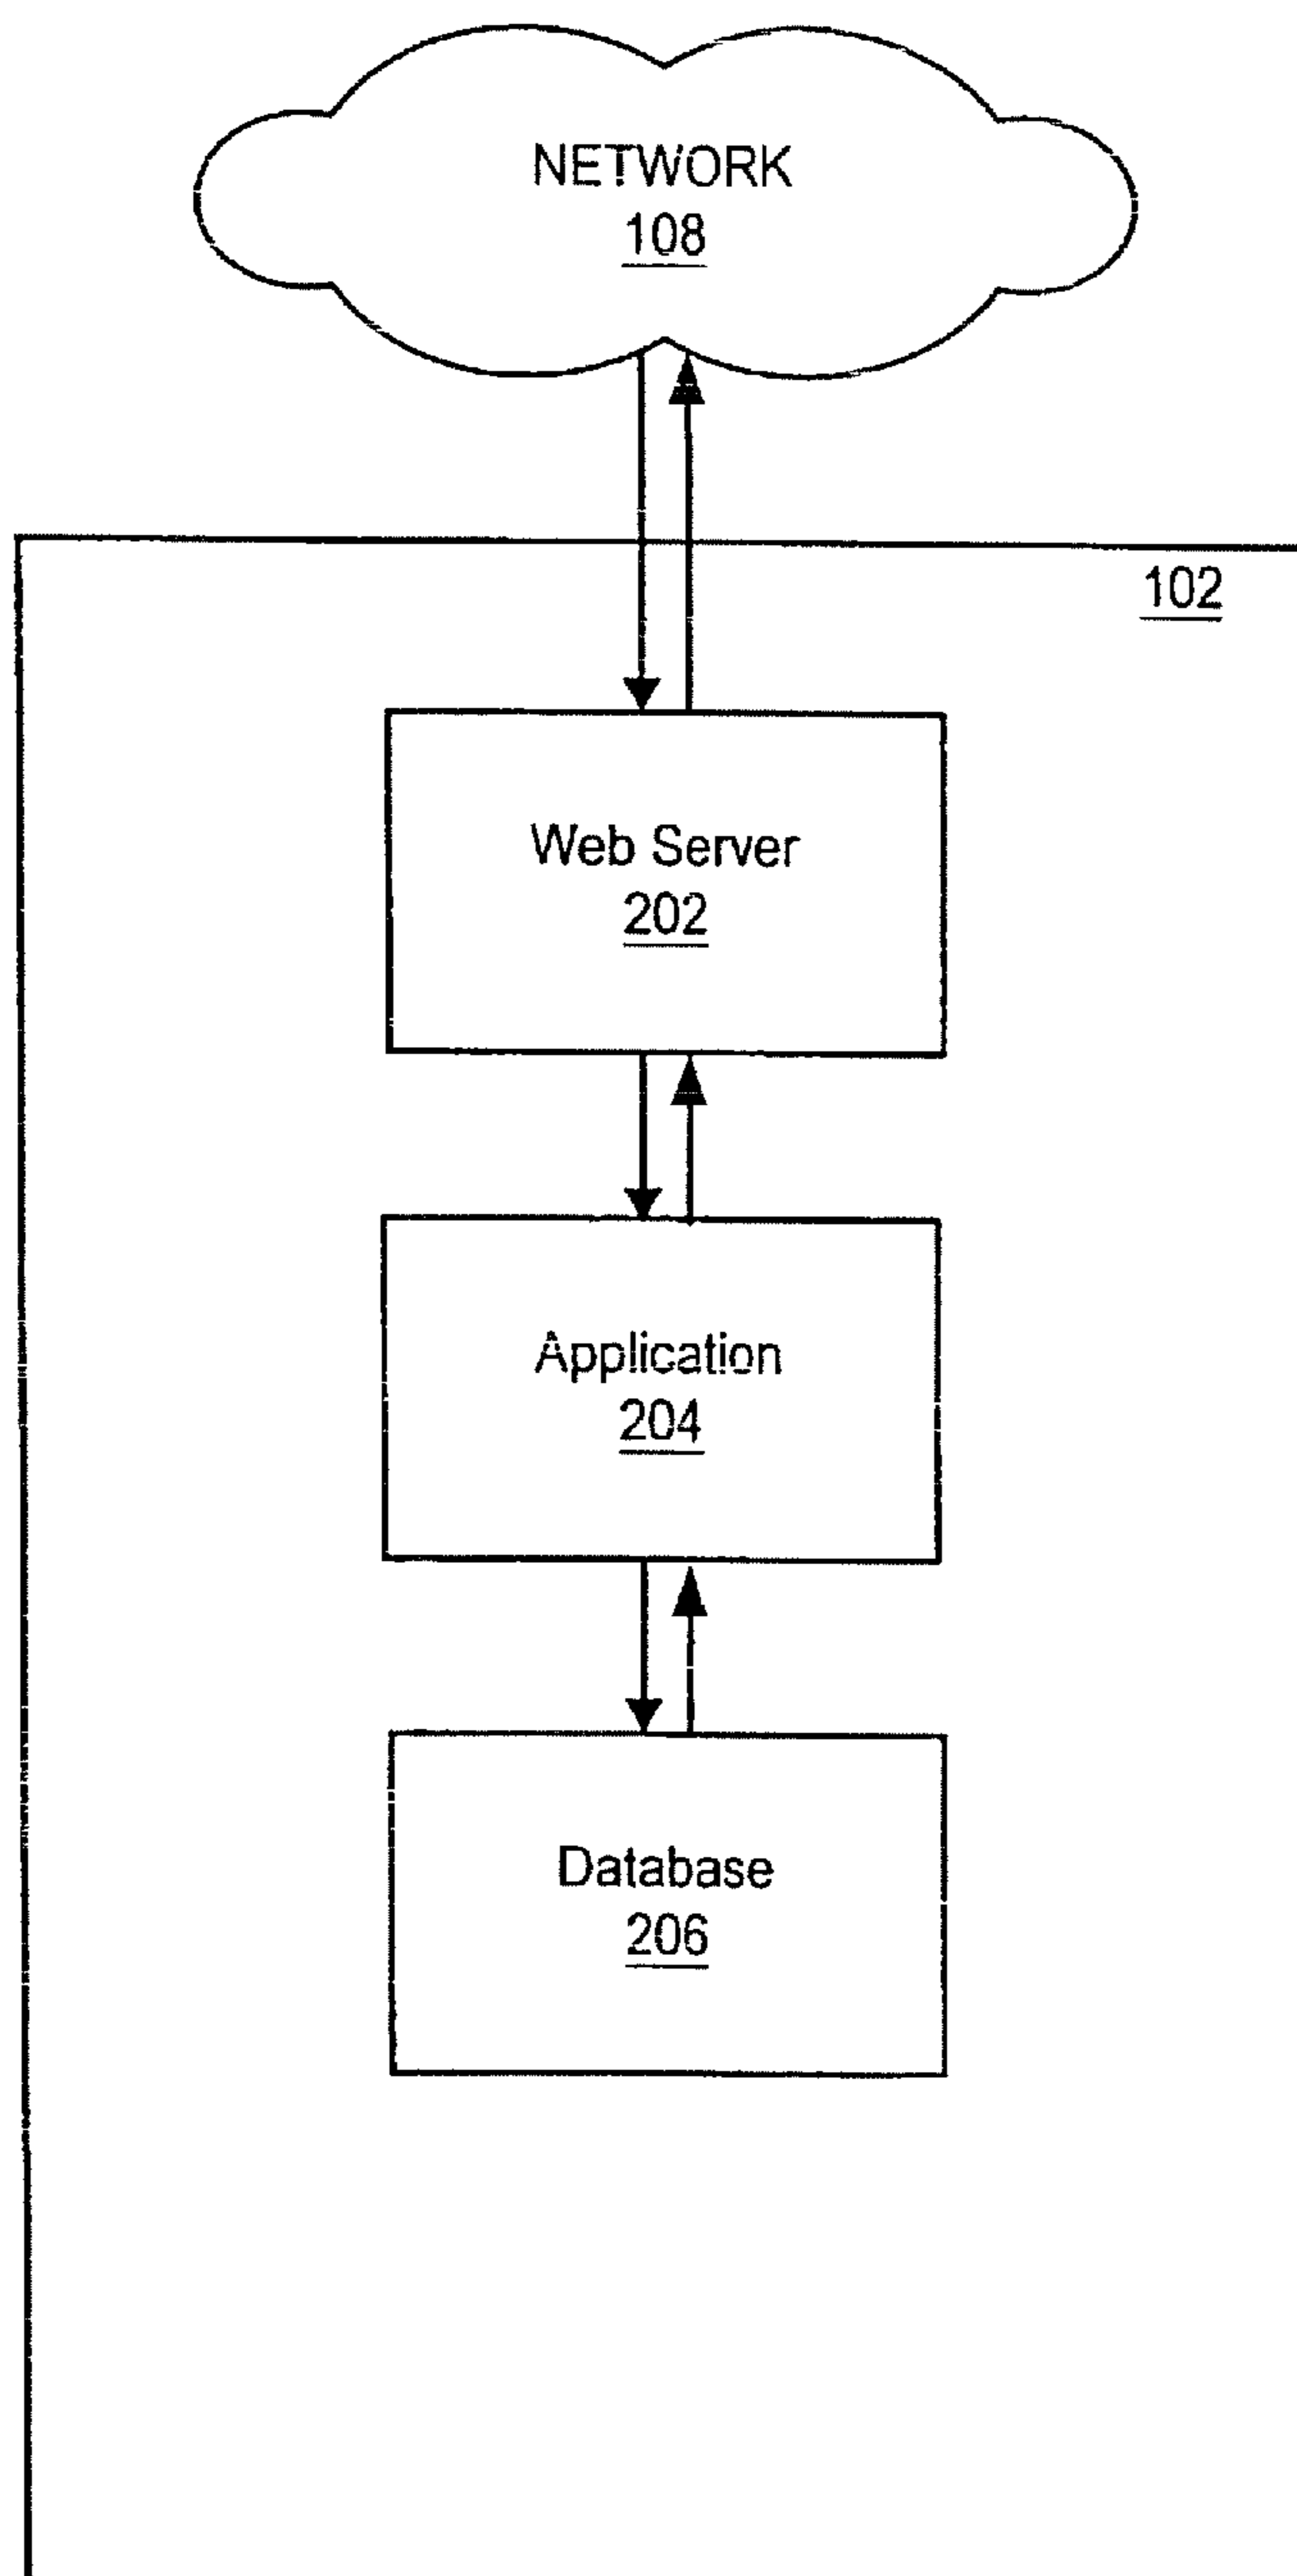 NETWORK
108
102
Web Server
202
Application
204
Database
206